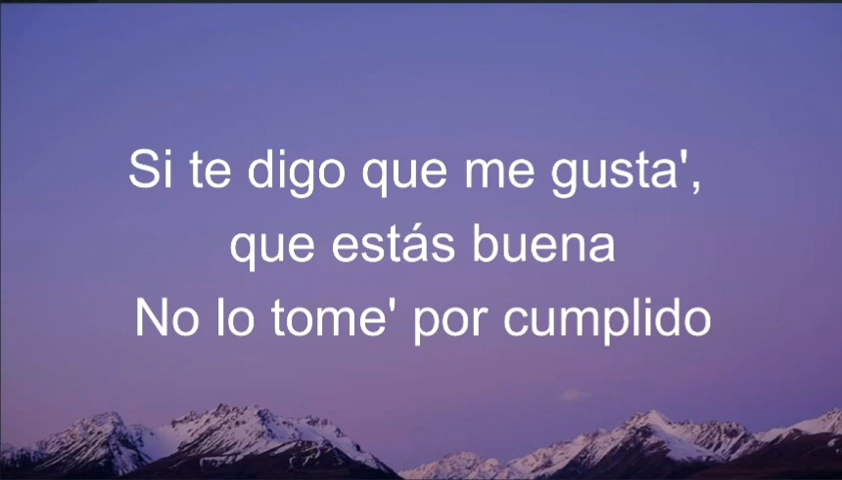 Si te digo que me gusta',
que estás buena
No lo tome' por cumplido